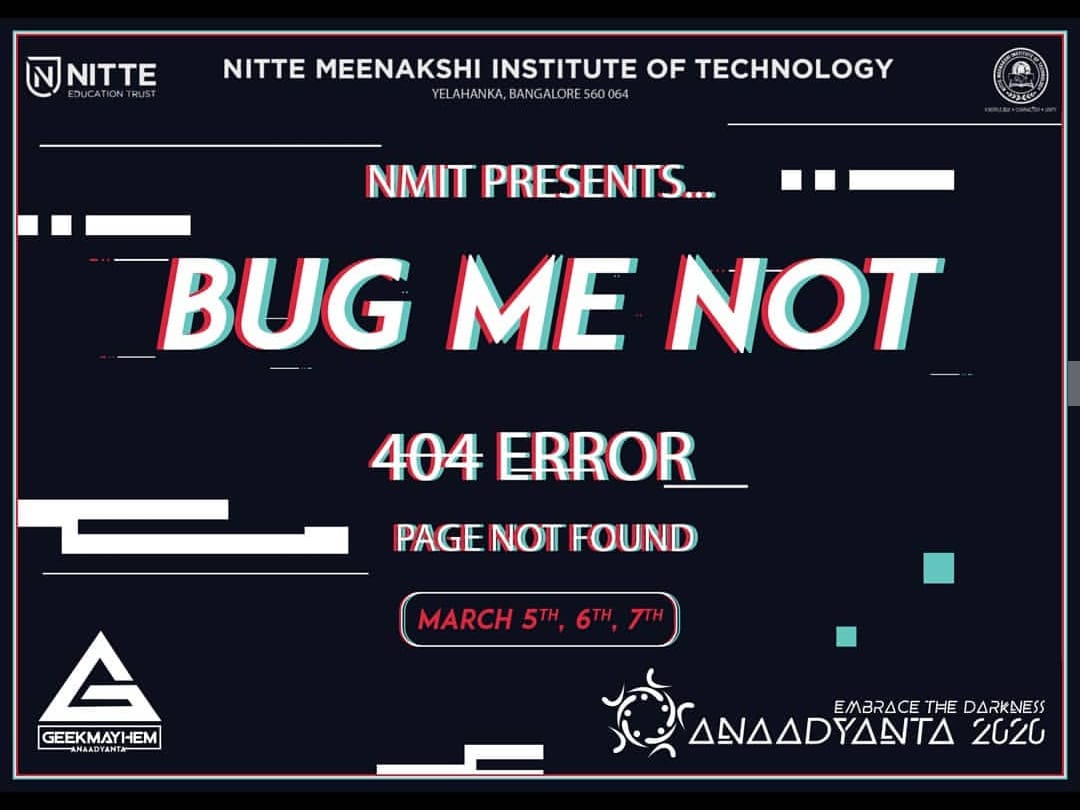 NITTE
EDUCATION TRUST
NITTE MEENAKSHI INSTITUTE OF TECHNOLOGY
YELAHANKA, BANGALORE 560 064
NMIT PRESENTS...
BUG ME NOT
404 ERROR
PAGE NOT FOUND
MARCH 5TH, 6TH, 7TH
GEEKMAYHEM
ANAADYANTA
EMBRACE THE DARKNESS
ANAADYANTA 2020